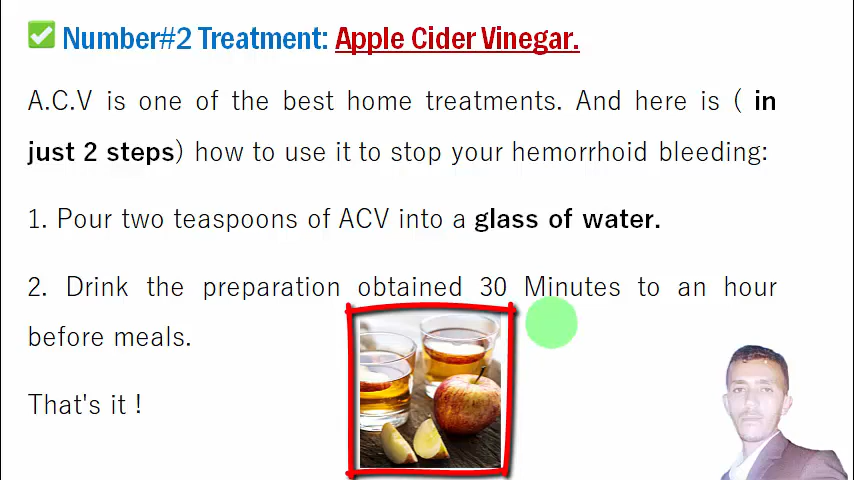 Number#2 Treatment: Apple Cider Vinegar.
A.C.V is one of the best home treatments. And here is ( in
just 2 steps) how to use it to stop your hemorrhoid bleeding:
1. Pour two teaspoons of ACV into a glass of water.
2. Drink the preparation obtained 30 Minutes to an hour
before meals.
That's it !